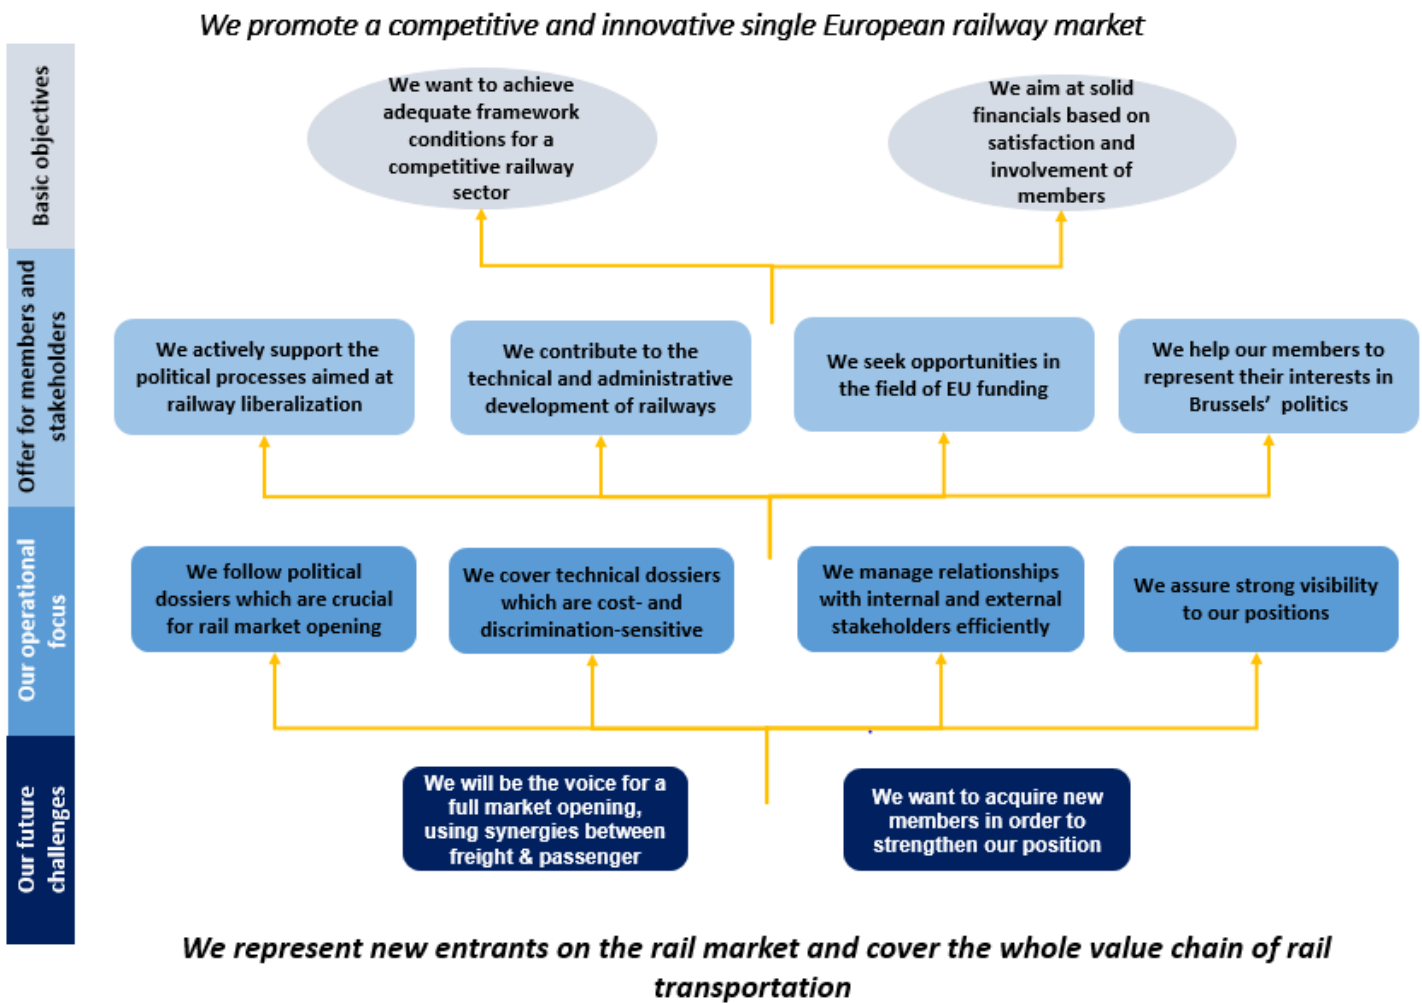 We promote a competitive and innovative single European railway market
Basic objectives
We want to achieve
adequate framework
conditions for a
competitive railway
sector
We aim at solid
financials based on
satisfaction and
involvement of
members
Offer for members and
stakeholders
We actively support the
political processes aimed at
railway liberalization
We contribute to the
technical and administrative
development of railways
We seek opportunities in
the field of EU funding
We help our members to
represent their interests in
Brussels’ politics
Our operational
focus
We follow political
dossiers which are crucial
for rail market opening
We cover technical dossiers
which are cost- and
discrimination-sensitive
We manage relationships
with internal and external
stakeholders efficiently
We assure strong visibility
to our positions
Our future
challenges
We will be the voice for a
full market opening,
using synergies between
freight & passenger
We want to acquire new
members in order to
strengthen our position
We represent new entrants on the rail market and cover the whole value chain of rail
transportation